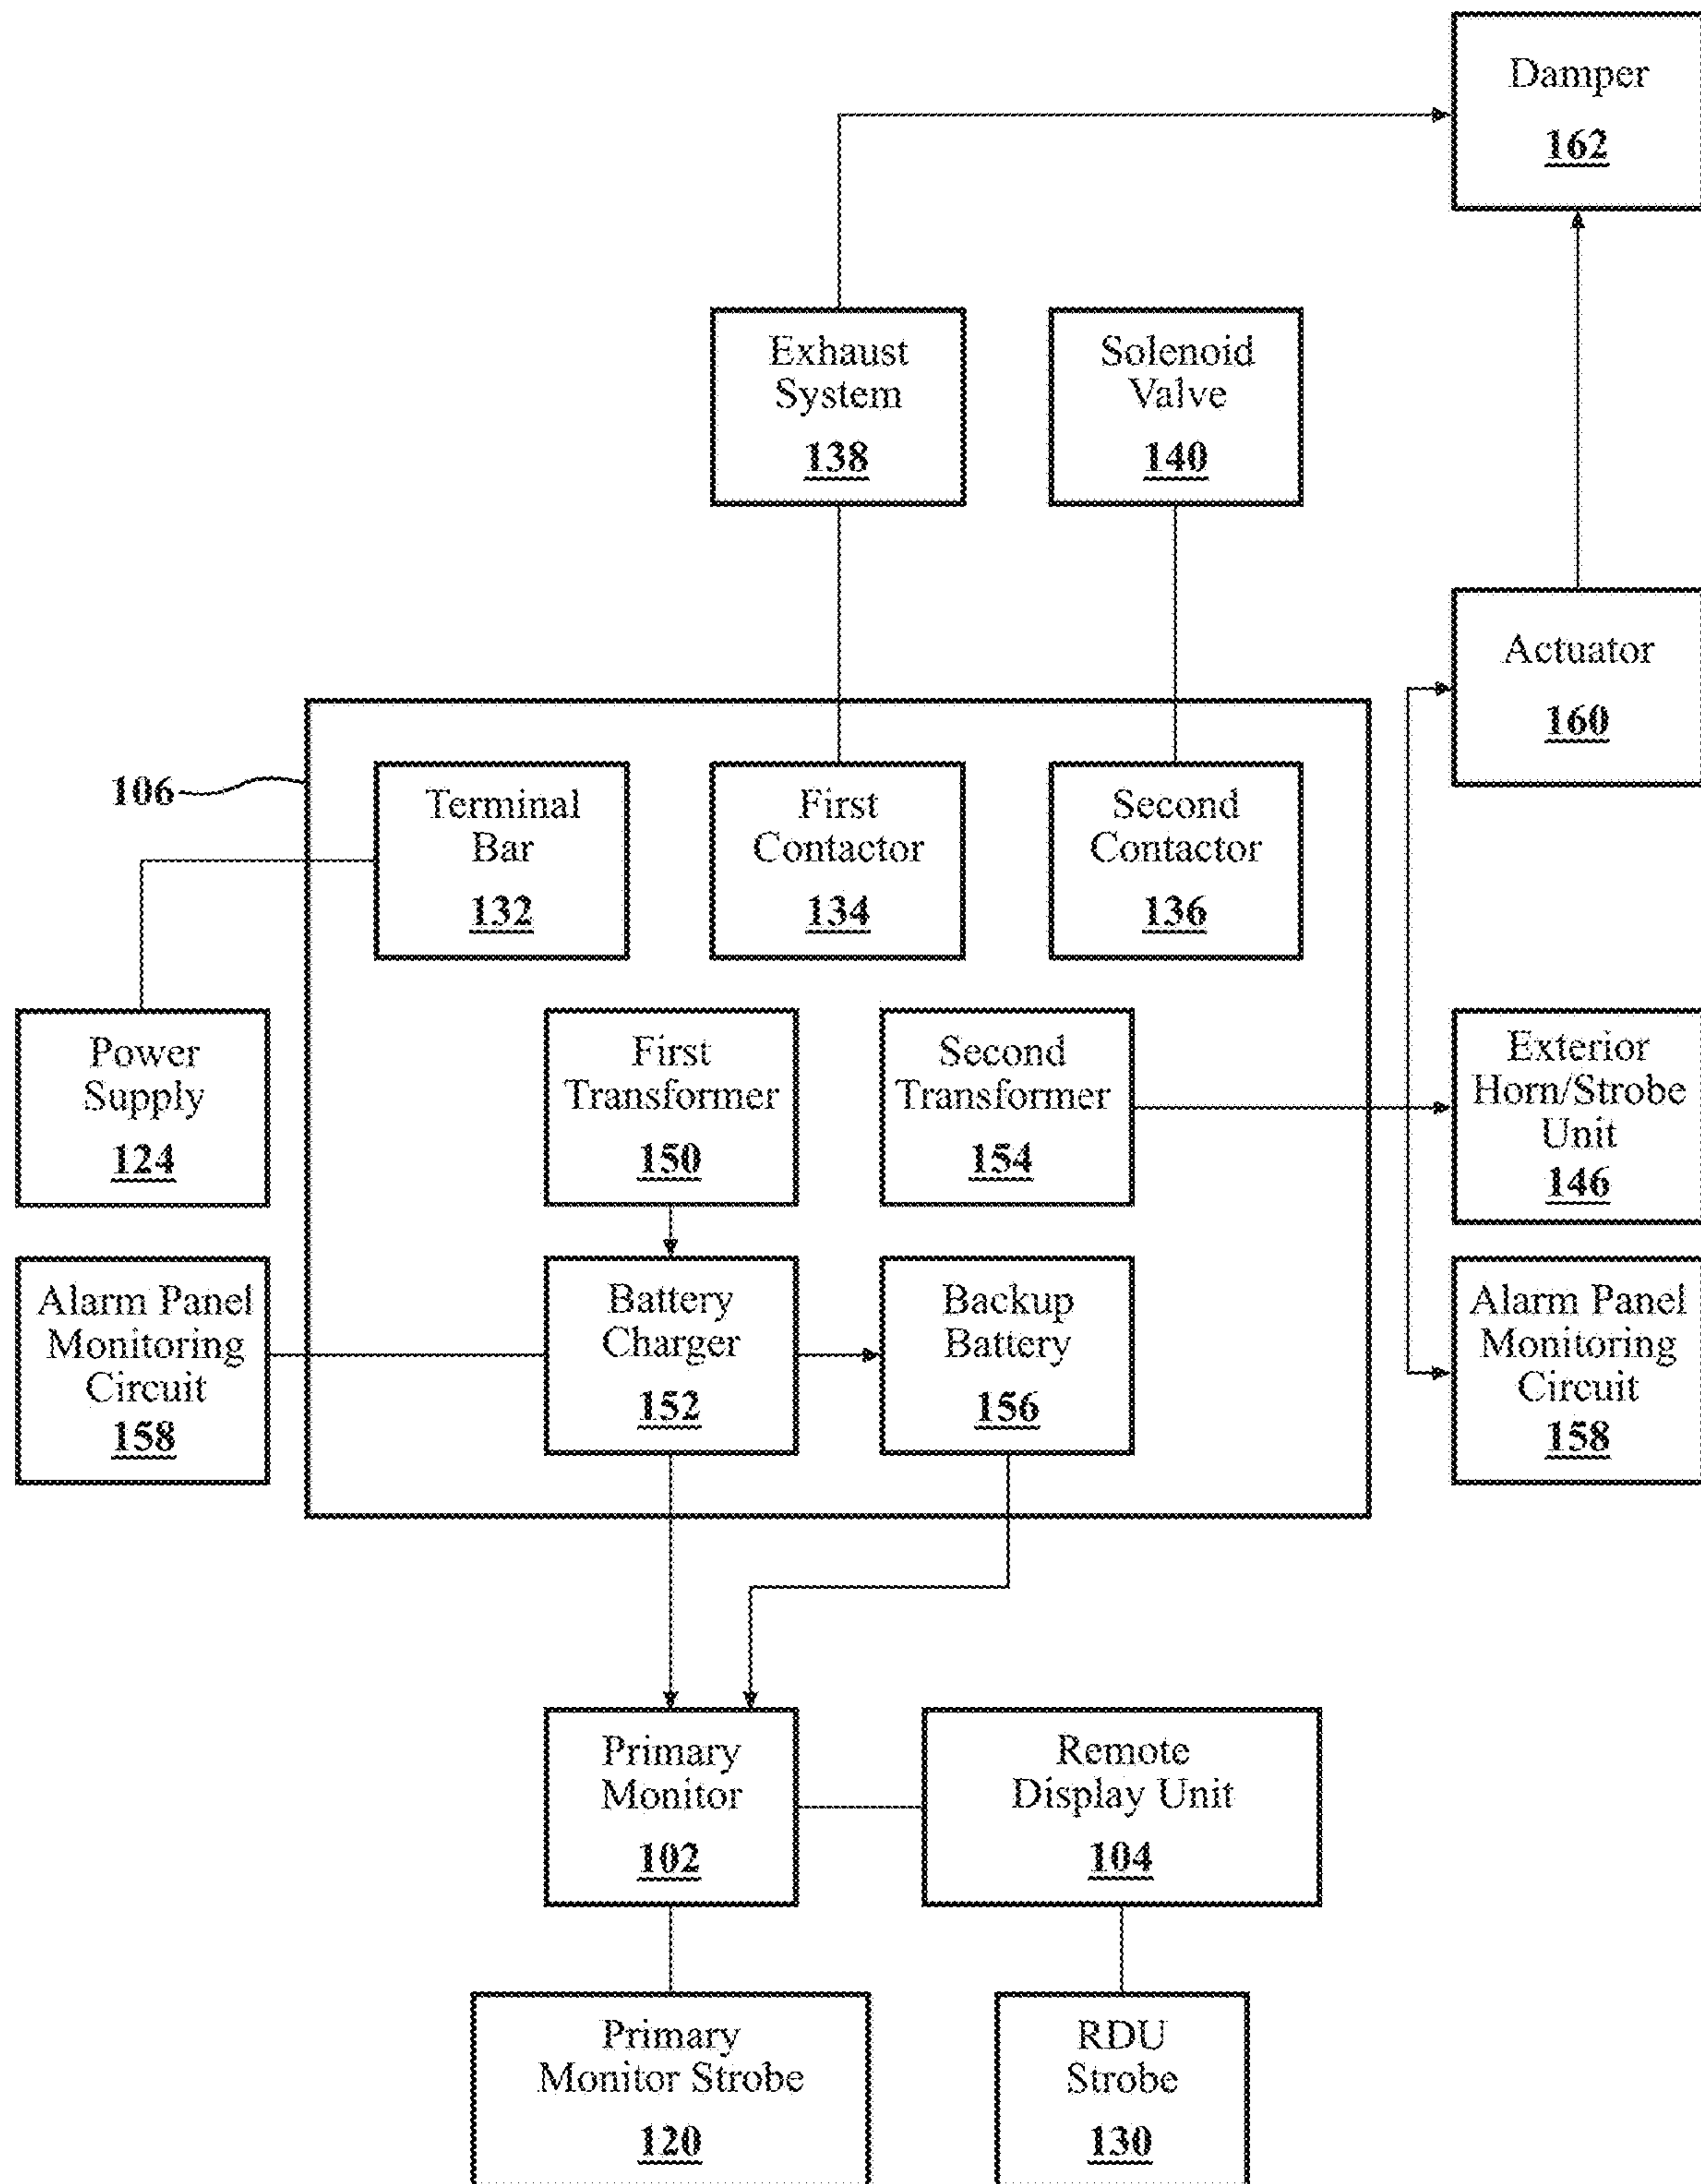 Damper
162
Exhaust
System
138
Solenoid
Valve
140
Actuator
160
106
Terminal
Bar
132
First
Contactor
134
Second
Contactor
136
Power
Supply
124
First
Transformer
150
Second
Transformer
154
Exterior
Horn/Strobe
Unit
146
Alarm Panel
Monitoring
Circuit
158
Battery
Charger
152
Backup
Battery
156
Alarm Panel
Monitoring
Circuit
158
Primary
Monitor
102
Remote
Display Unit
104
Primary
Monitor Strobe
120
RDU
Strobe
130